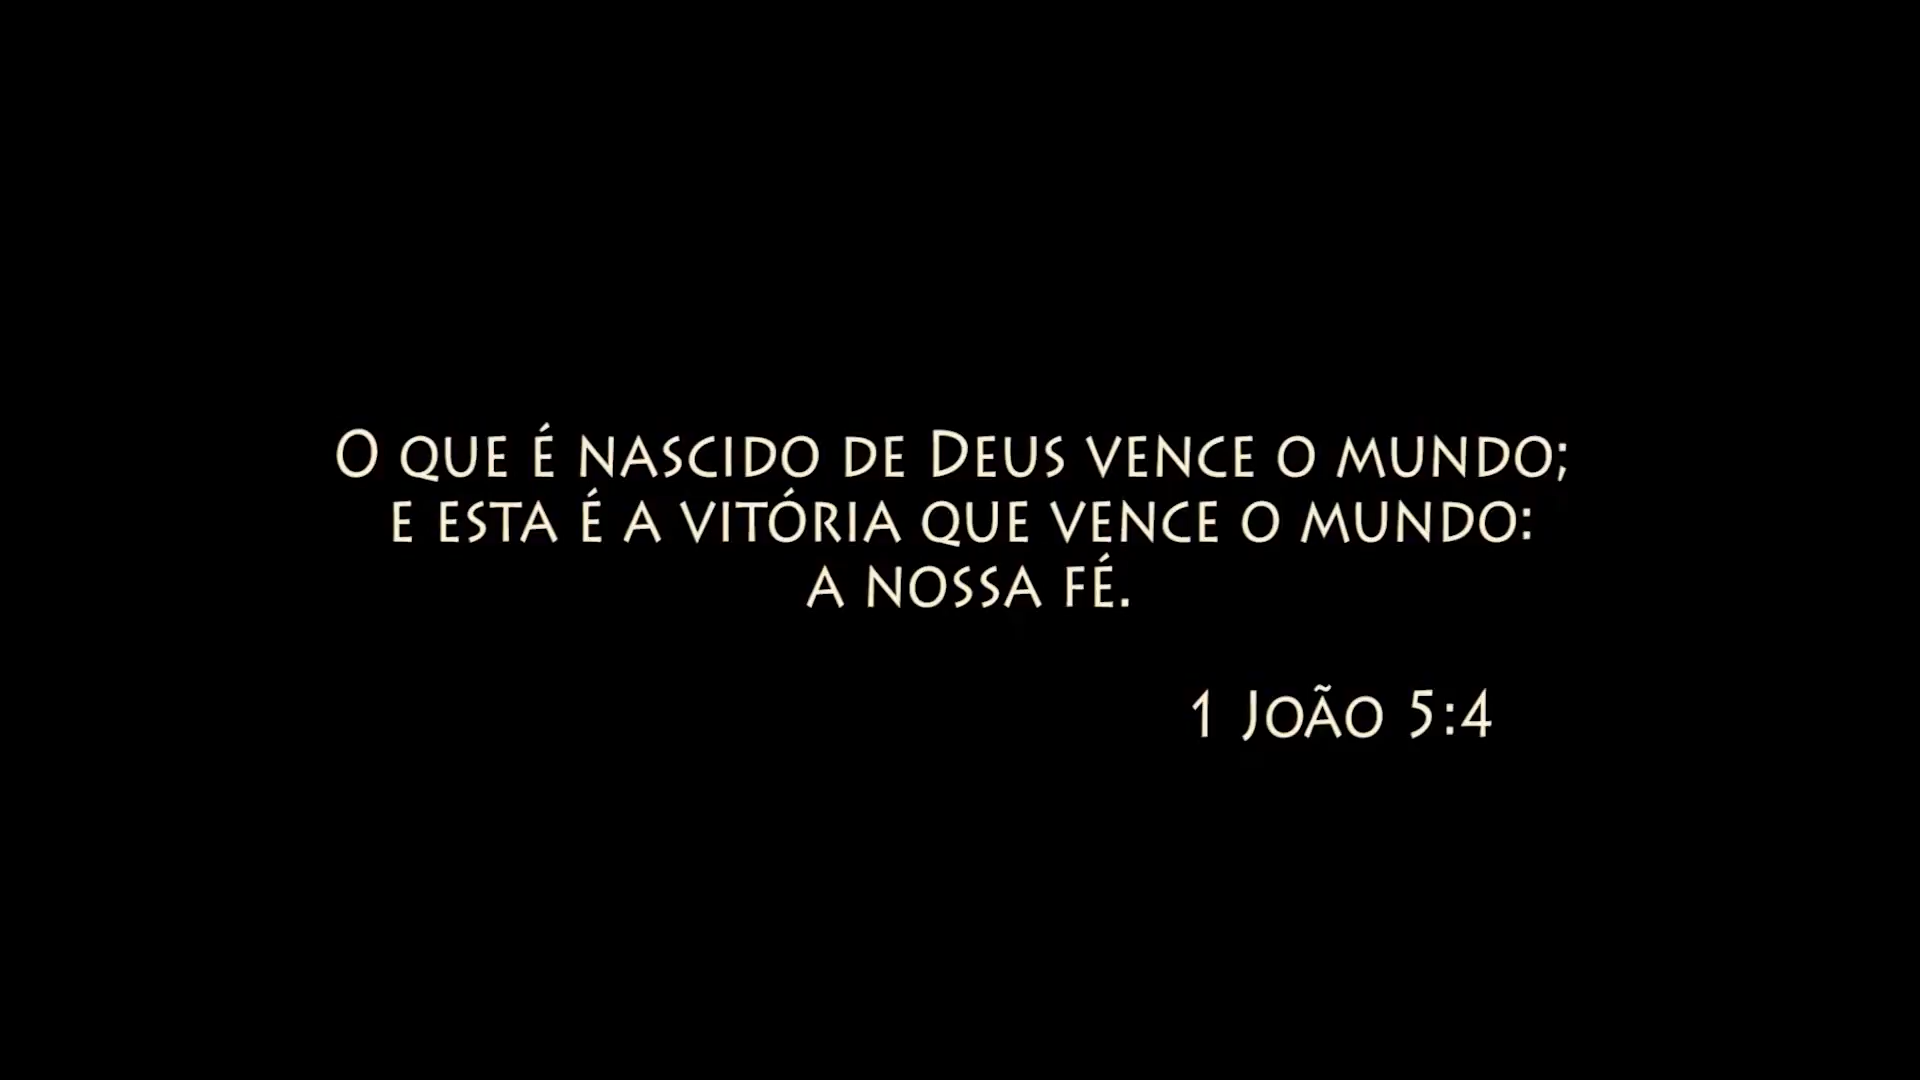 O que é nascido de Deus vence o mundo;
e esta é a vitória que vence o mundo:
a nossa fé.
1 João 5:4